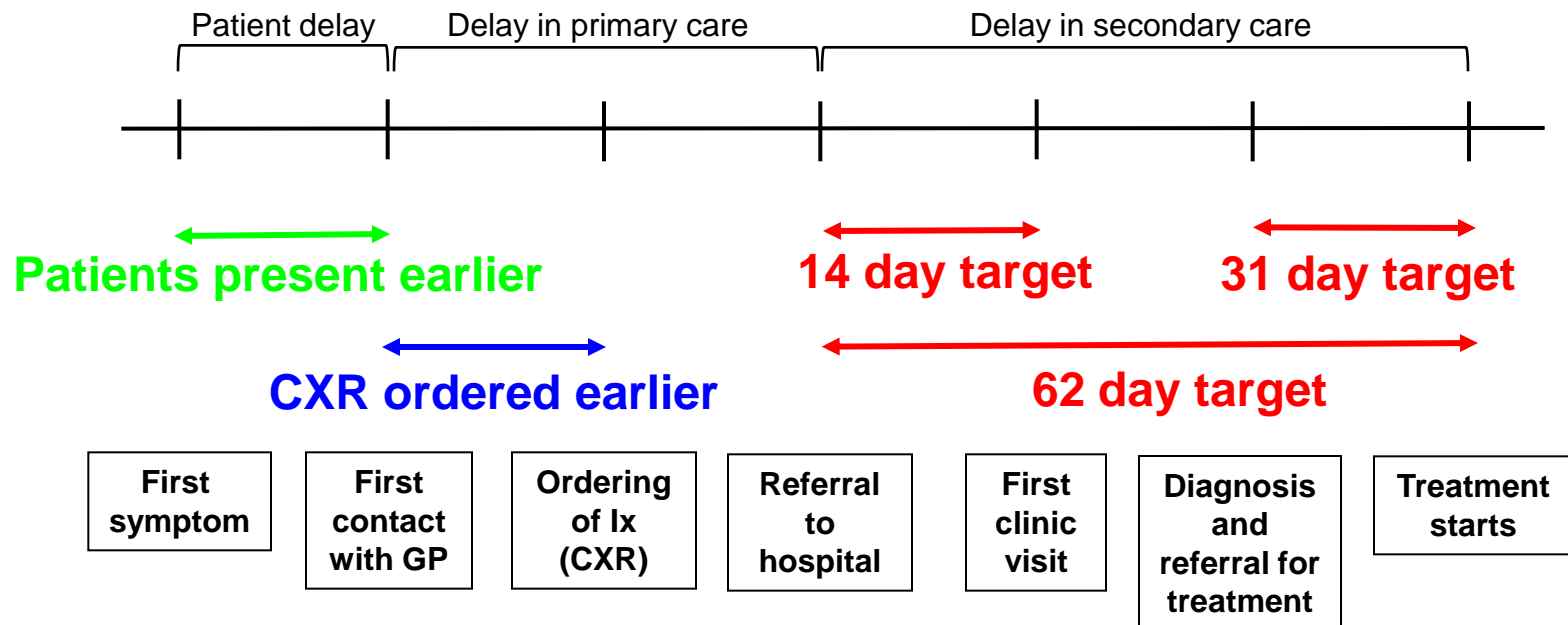 Patient delay
Delay in primary care
Delay in secondary care
Patients present earlier
14 day target
31 day target
CXR ordered earlier
62 day target
First
symptom
First
contact
with GP
Ordering
of Ix
(CXR)
Referral
to
hospital
First
clinic
visit
Diagnosis
and
referral for
treatment
Treatment
starts